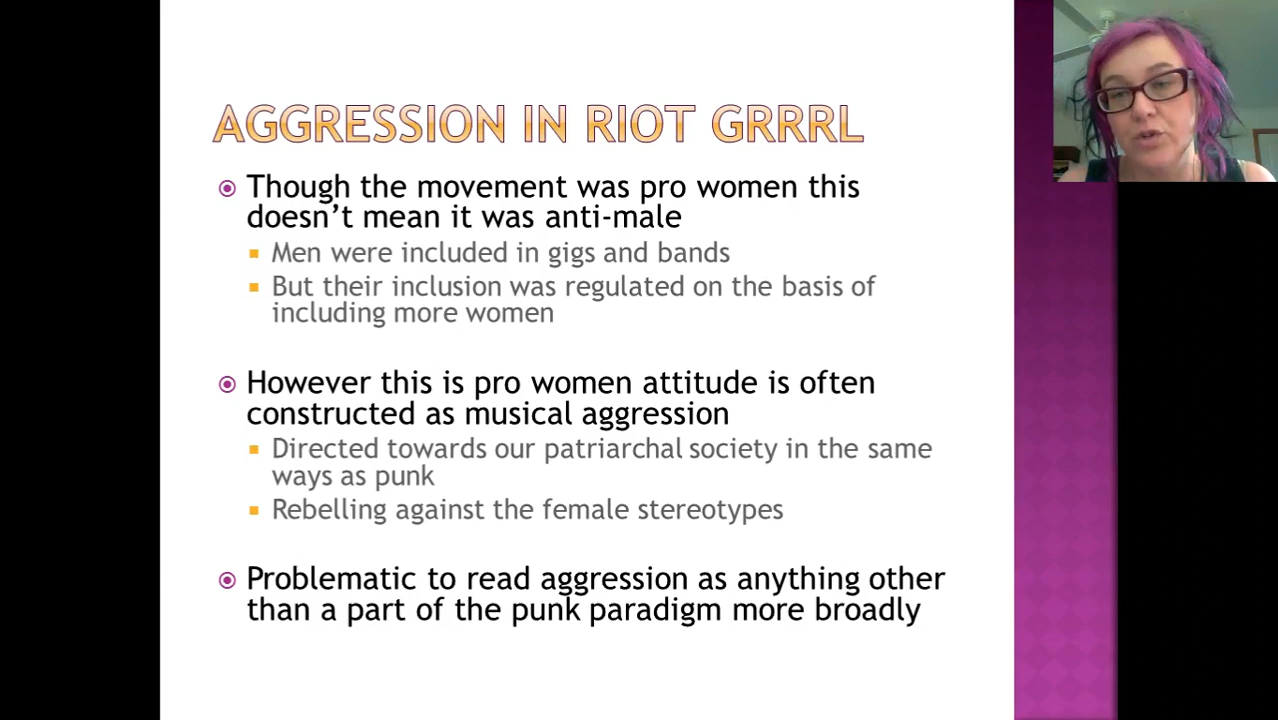 AGGRESSION IN RIOT GRRRL
Though the movement was pro women this
doesn't mean it was anti-male
Men were included in gigs and bands
But their inclusion was regulated on the basis of
including more women
However this is pro women attitude is often
constructed as musical aggression
Directed towards our patriarchal society in the same
ways as punk
Rebelling against the female stereotypes
Problematic to read aggression as anything other
than a part of the punk paradigm more broadly